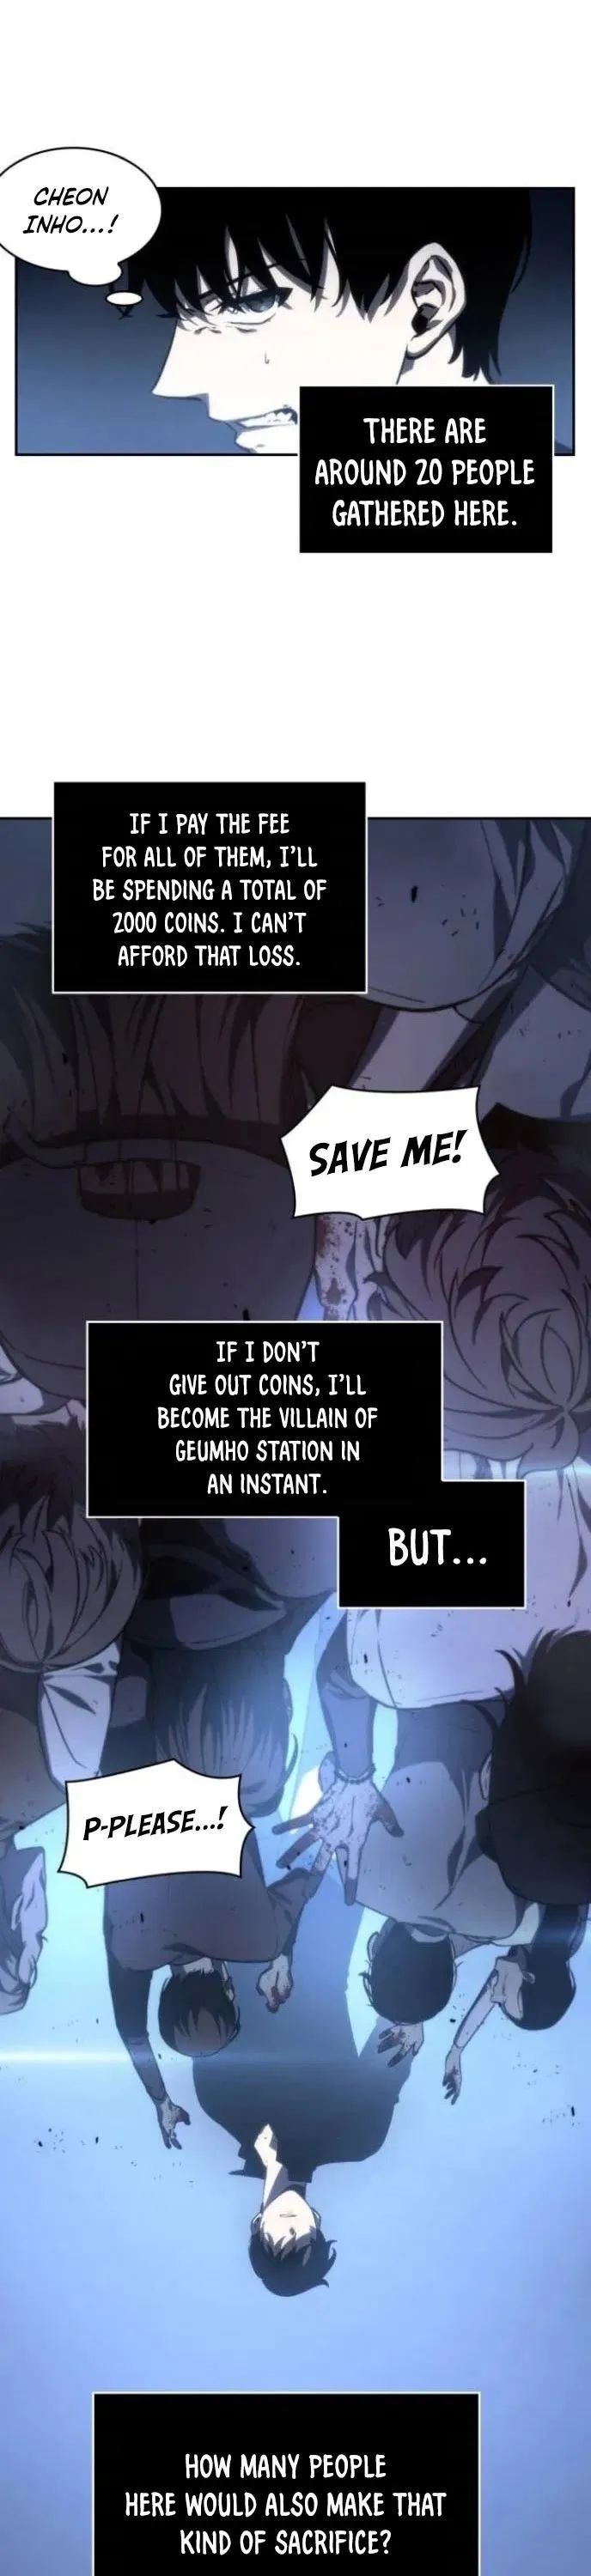 CHEON
INHO...!
THERE ARE
AROUND 20 PEOPLE
GATHERED HERE.
IF I PAY THE FEE
FOR ALL OF THEM, I'LL
BE SPENDING A TOTAL OF
2000 COINS. I CAN'T
AFFORD THAT LOSS.
SAVE ME!
IF I DON'T
GIVE OUT COINS, I'LL
BECOME THE VILLAIN OF
GEUMHO STATION IN
AN INSTANT.
BUT...
P-PLEASE...!
HOW MANY PEOPLE
HERE WOULD ALSO MAKE THAT
KIND OF SACRIFICE?